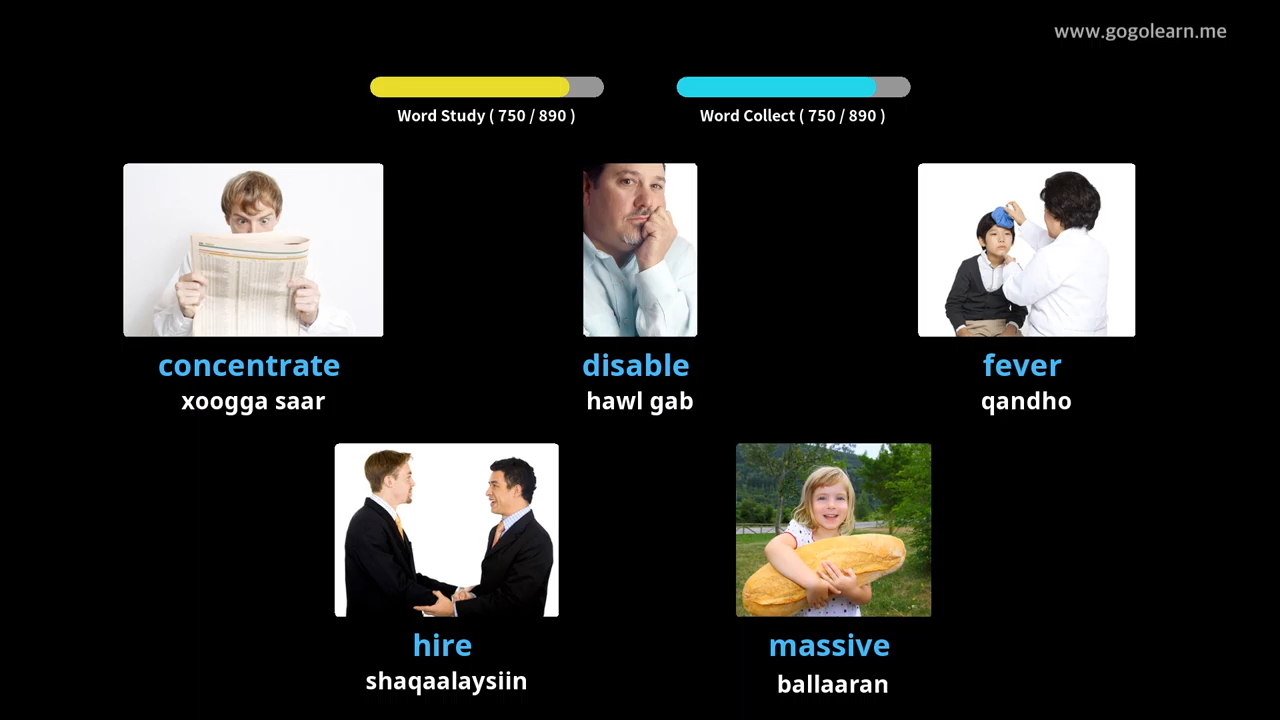 www.gogolearn.me
Word Study ( 750 / 890 )
Word Collect ( 750 / 890 )
concentrate
xoogga saar
disable
hawl gab
fever
qandho
hire
shaqaalaysiin
massive
ballaaran